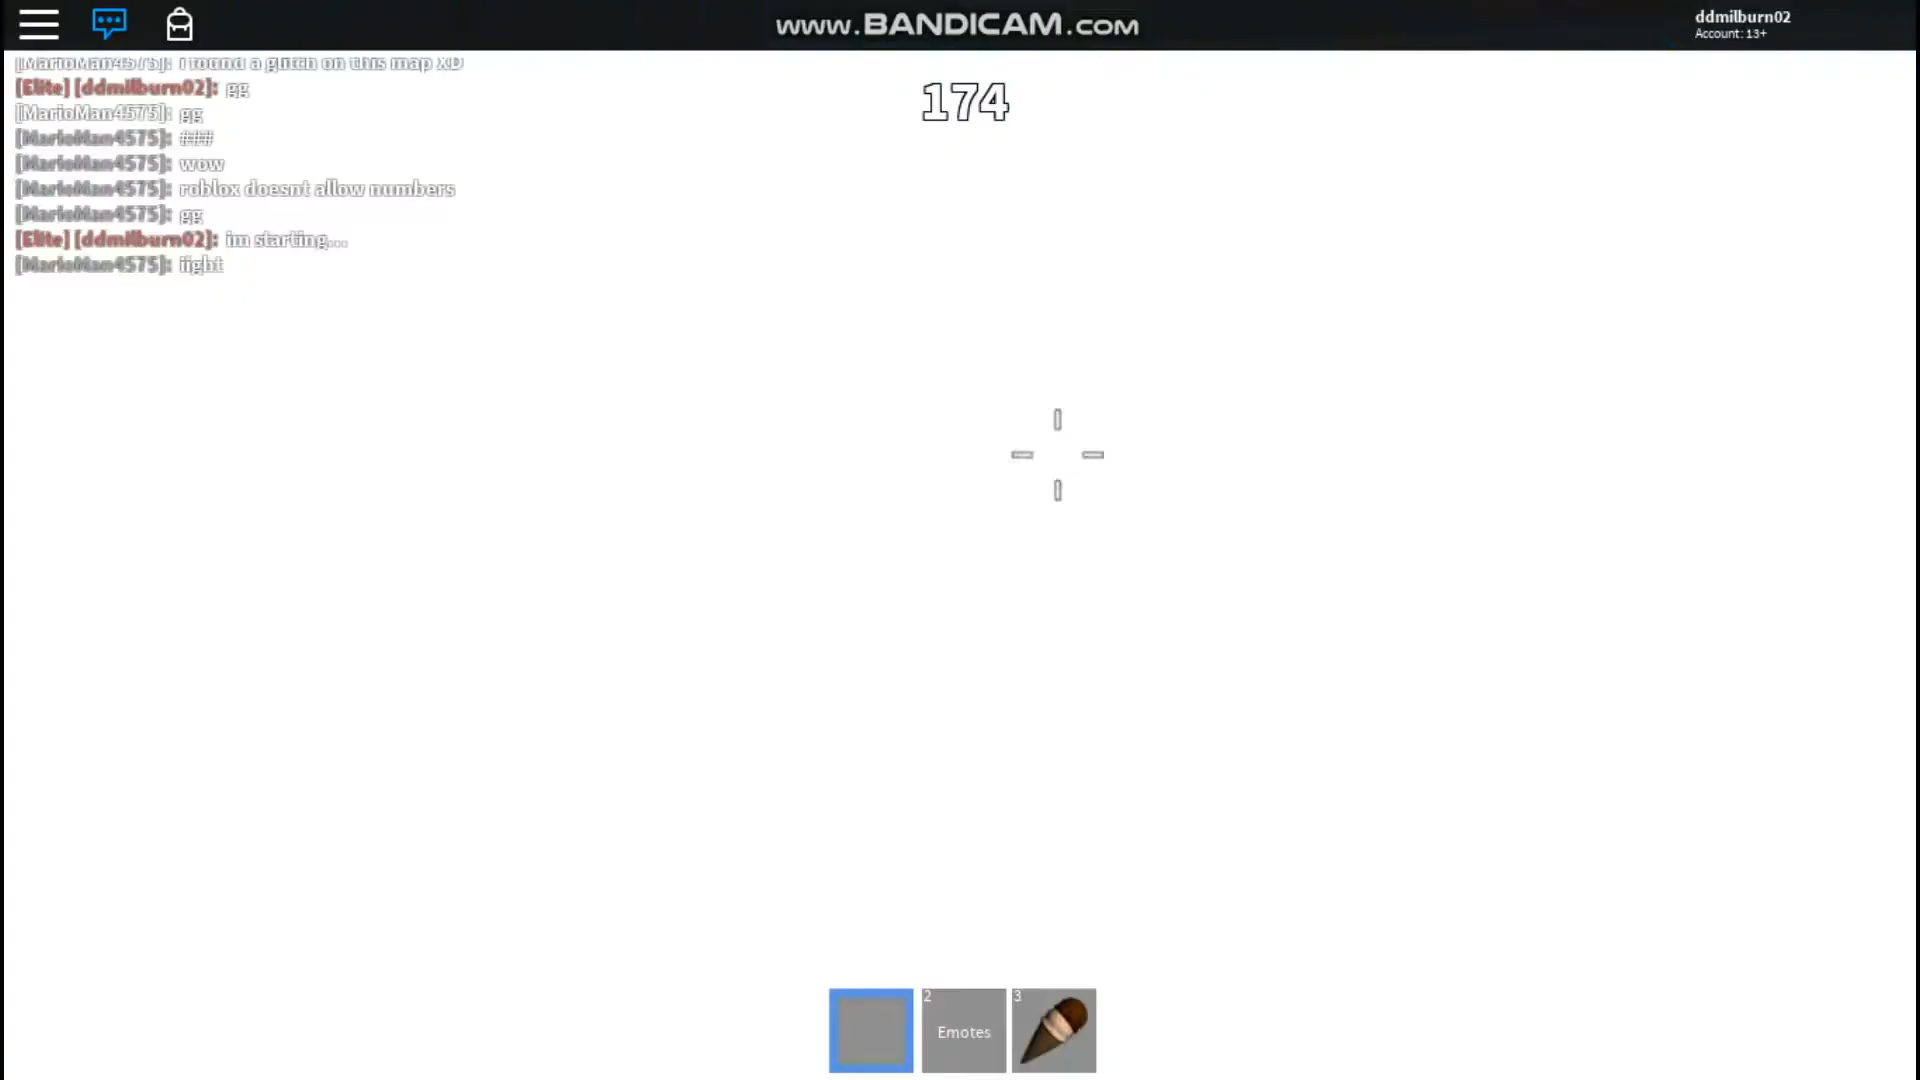 www.BANDICAM.com
ddmilburn02
Account: 13+
[MarioMan4575]: i found a glitch on this map XD
[Elite] [ddmilburn02]: gg
[MarioMan4575]: gg
[MarioMan4575]: ###
[MarioMan4575]: wow
[MarioMan4575]: roblox doesnt allow numbers
[MarioMan4575]: gg
[Elite] [ddmilburn02]: im starting...
[MarioMan4575]: iight
174
2
Emotes
3